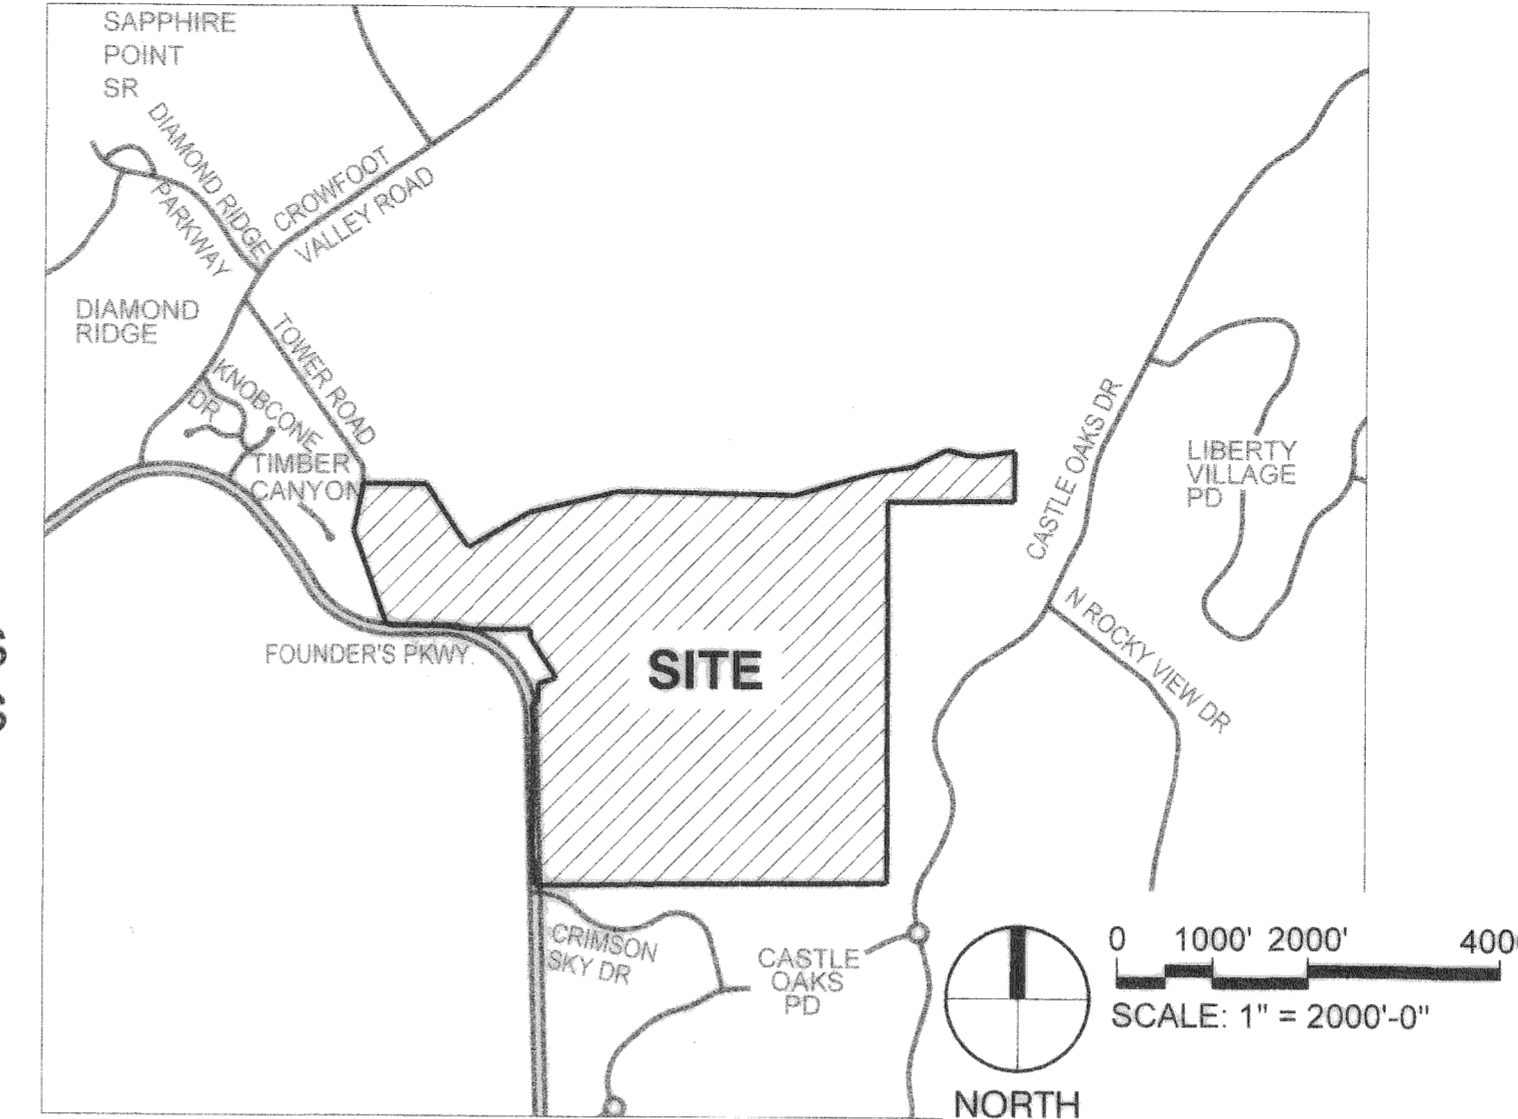 SAPPHIRE
POINT
SR
DIAMOND RIDGE
PARKWAY
CROWFOOT
VALLEY ROAD
DIAMOND
RIDGE
TOWER ROAD
KNOBCONE
DR
TIMBER
CANYON
FOUNDER'S PKWY.
SITE
CASTLE OAKS DR
LIBERTY
VILLAGE
PD
N ROCKY VIEW DR
CRIMSON
SKY DR
CASTLE
OAKS
PD
0 1000' 2000' 400
SCALE: 1" = 2000'-0"
NORTH